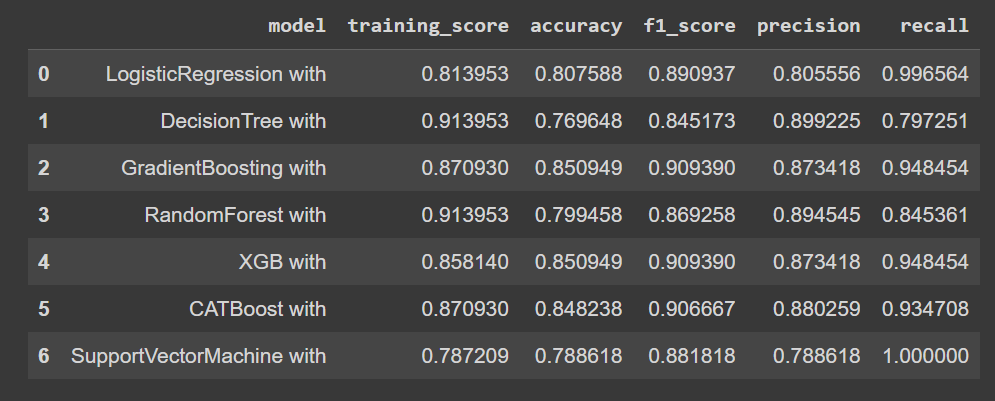 model training_score accuracy f1_score precision recall
0 LogisticRegression with 0.813953 0.807588 0.890937 0.805556 0.996564
1 DecisionTree with 0.913953 0.769648 0.845173 0.899225 0.797251
2 GradientBoosting with 0.870930 0.850949 0.909390 0.873418 0.948454
3 RandomForest with 0.913953 0.799458 0.869258 0.894545 0.845361
4 XGB with 0.858140 0.850949 0.909390 0.873418 0.948454
5 CATBoost with 0.870930 0.848238 0.906667 0.880259 0.934708
6 SupportVectorMachine with 0.787209 0.788618 0.881818 0.788618 1.000000